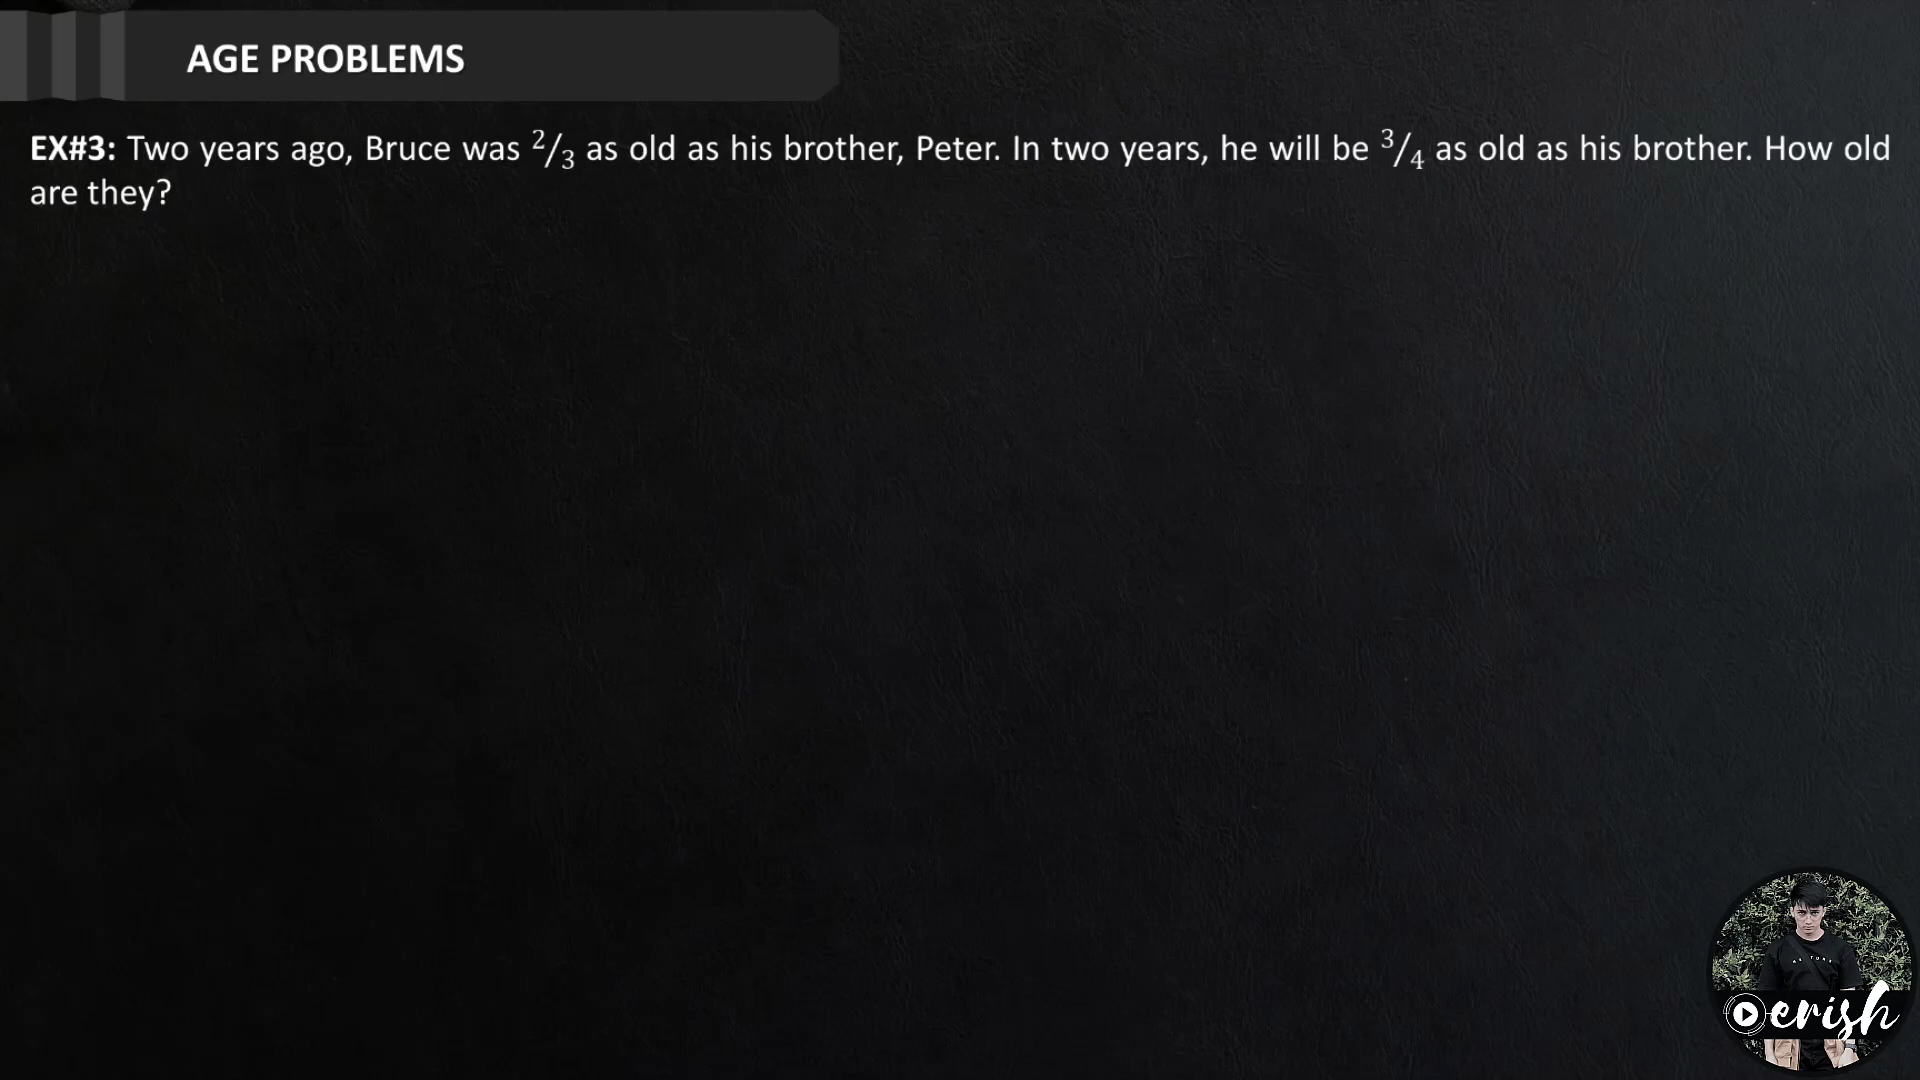 AGE PROBLEMS
EX#3: Two years ago, Bruce was 2/3 as old as his brother, Peter. In two years, he will be 3/4 as old as his brother. How old
are they?
erish